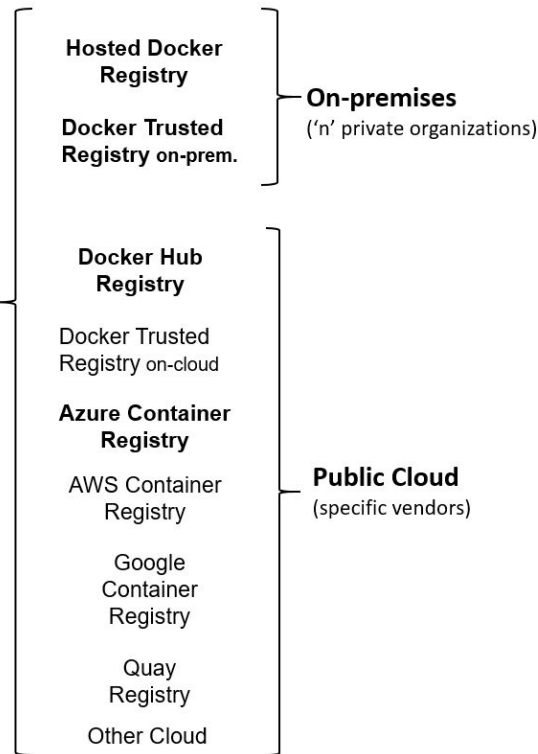 Hosted Docker
Registry
Docker Trusted
Registry on-prem.
On-premises
(‘n’ private organizations)
Docker Hub
Registry
Docker Trusted
Registry on-cloud
Azure Container
Registry
AWS Container
Registry
Google
Container
Registry
Quay
Registry
Other Cloud
Public Cloud
(specific vendors)